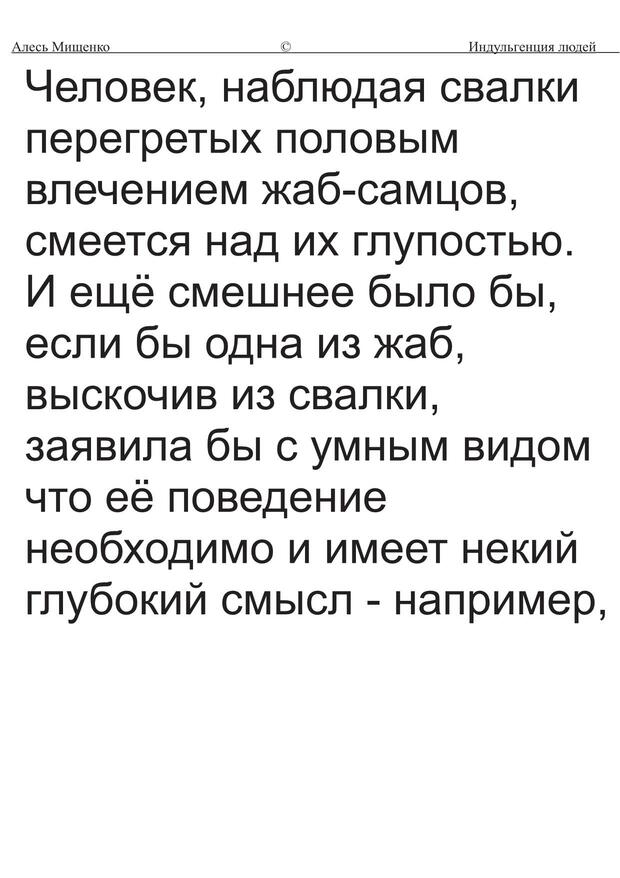 Алесь Мищенко © Индульгенция людей
Человек, наблюдая свалки
перегретых половым
влечением жаб-самцов,
смеется над их глупостью.
И ещё смешнее было бы,
если бы одна из жаб,
выскочив из свалки,
заявила бы с умным видом
что её поведение
необходимо и имеет некий
глубокий смысл - например,